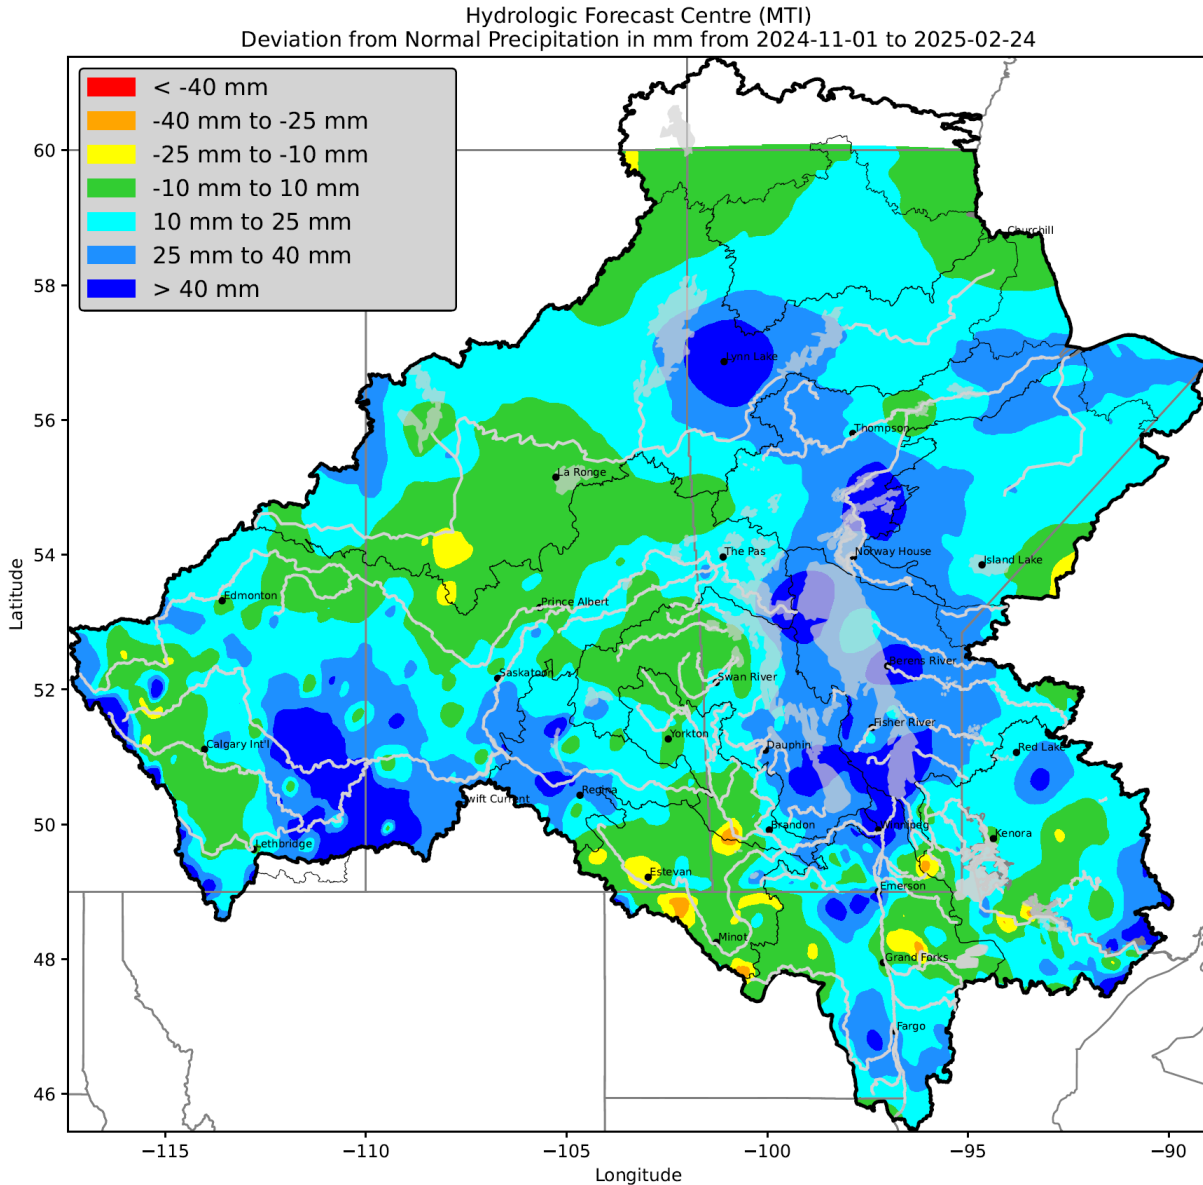 Hydrologic Forecast Centre (MTI)
Deviation from Normal Precipitation in mm from 2024-11-01 to 2025-02-24
< -40 mm
-40 mm to -25 mm
-25 mm to -10 mm
-10 mm to 10 mm
10 mm to 25 mm
25 mm to 40 mm
> 40 mm
60
58
56
54
52
50
48
46
Latitude
Churchill
Lynn Lake
Thompson
La Ronge
The Pas
Norway House
Island Lake
Edmonton
Prince Albert
Saskatoon
Swan River
Berens River
Calgary Int'l
Yorkton
Dauphin
Fisher River
Red Lake
Swift Current
Regina
Brandon
Winnipeg
Kenora
Lethbridge
Estevan
Emerson
Minot
Grand Forks
Fargo
−115
−110
−105
−100
−95
−90
Longitude